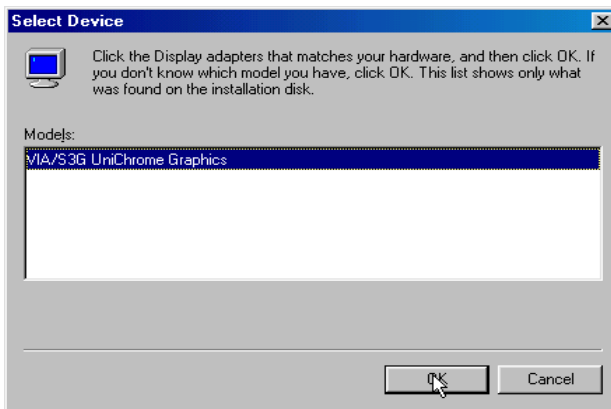 Select Device
Click the Display adapters that matches your hardware, and then click OK. If
you don't know which model you have, click OK. This list shows only what
was found on the installation disk.
Models:
VIA/S3G UniChrome Graphics
OK
Cancel